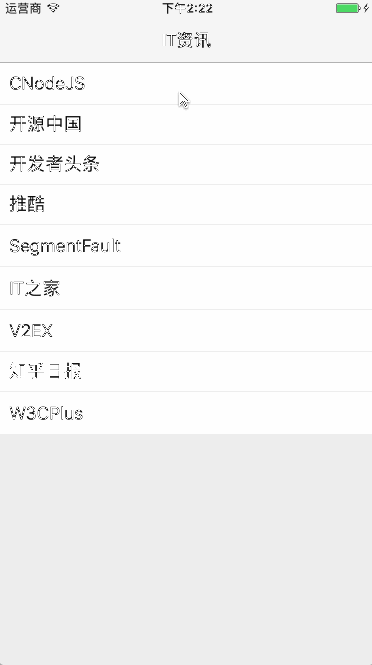 运营商 下午2:22
IT资讯
CNodeJS
开源中国
开发者头条
推酷
SegmentFault
IT之家
V2EX
知乎日报
W3CPlus